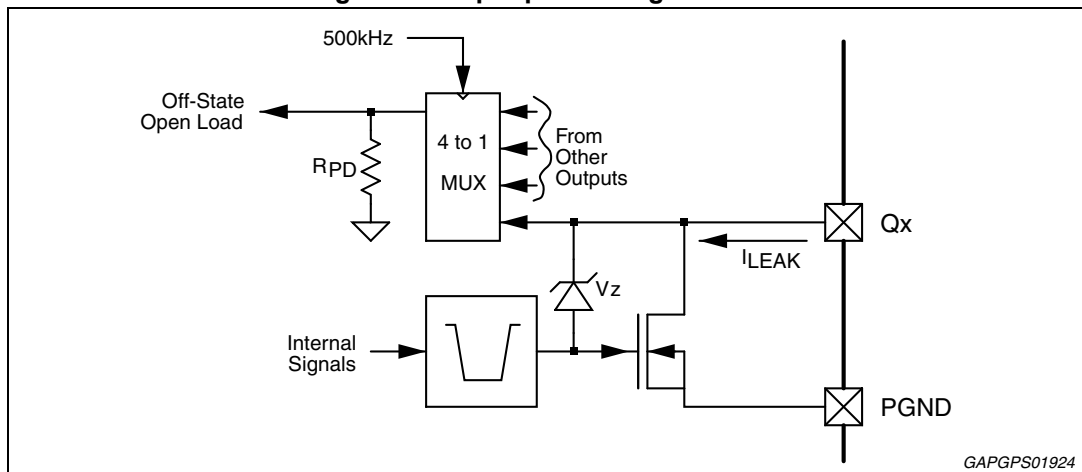 500kHz
Off-State
Open Load
4 to 1
MUX
From
Other
Outputs
RPD
Qx
ILEAK
Vz
Internal
Signals
PGND
GAPGPS01924